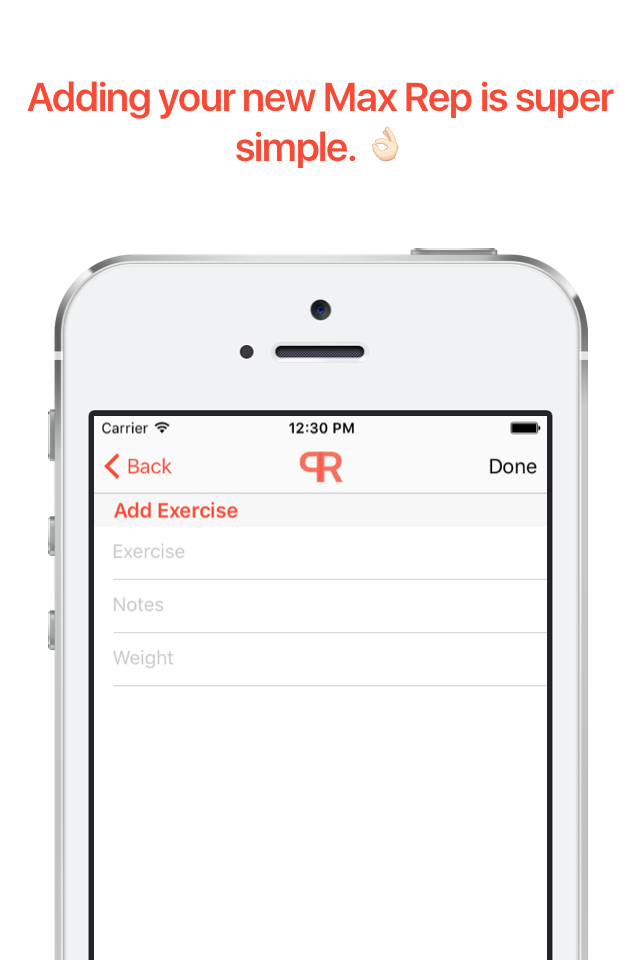 Adding your new Max Rep is super
simple. 👌🏻
Carrier 12:30 PM
Back PR Done
Add Exercise
Exercise
Notes
Weight